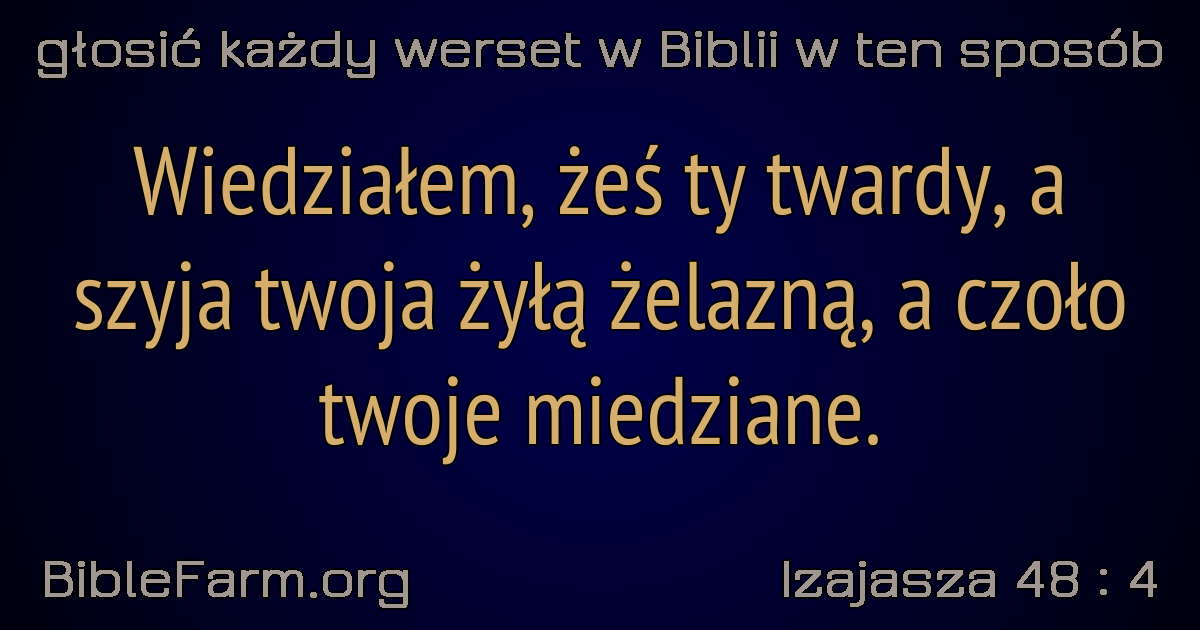 głosić każdy werset w Biblii w ten sposób
Wiedziałem, żeś ty twardy, a
szyja twoja żyłą żelazną, a czoło
twoje miedziane.
BibleFarm.org
Izajasza 48 : 4